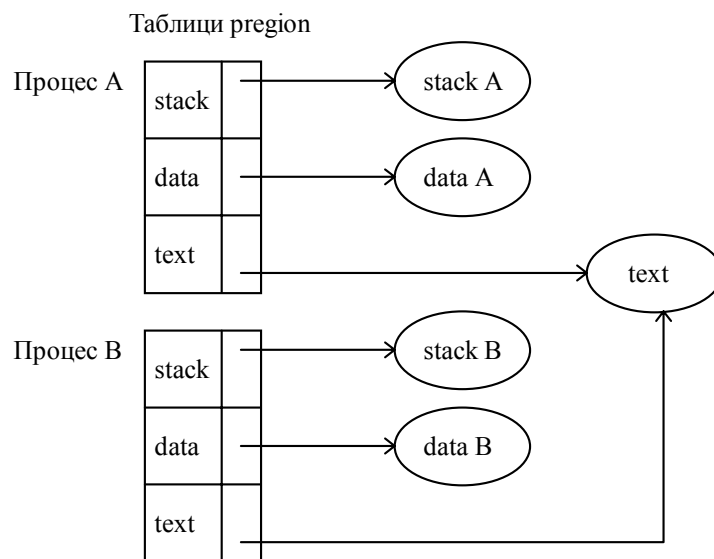 Таблици pregion
Процес A
stack
stack A
data
data A
text
text
Процес B
stack
stack B
data
data B
text